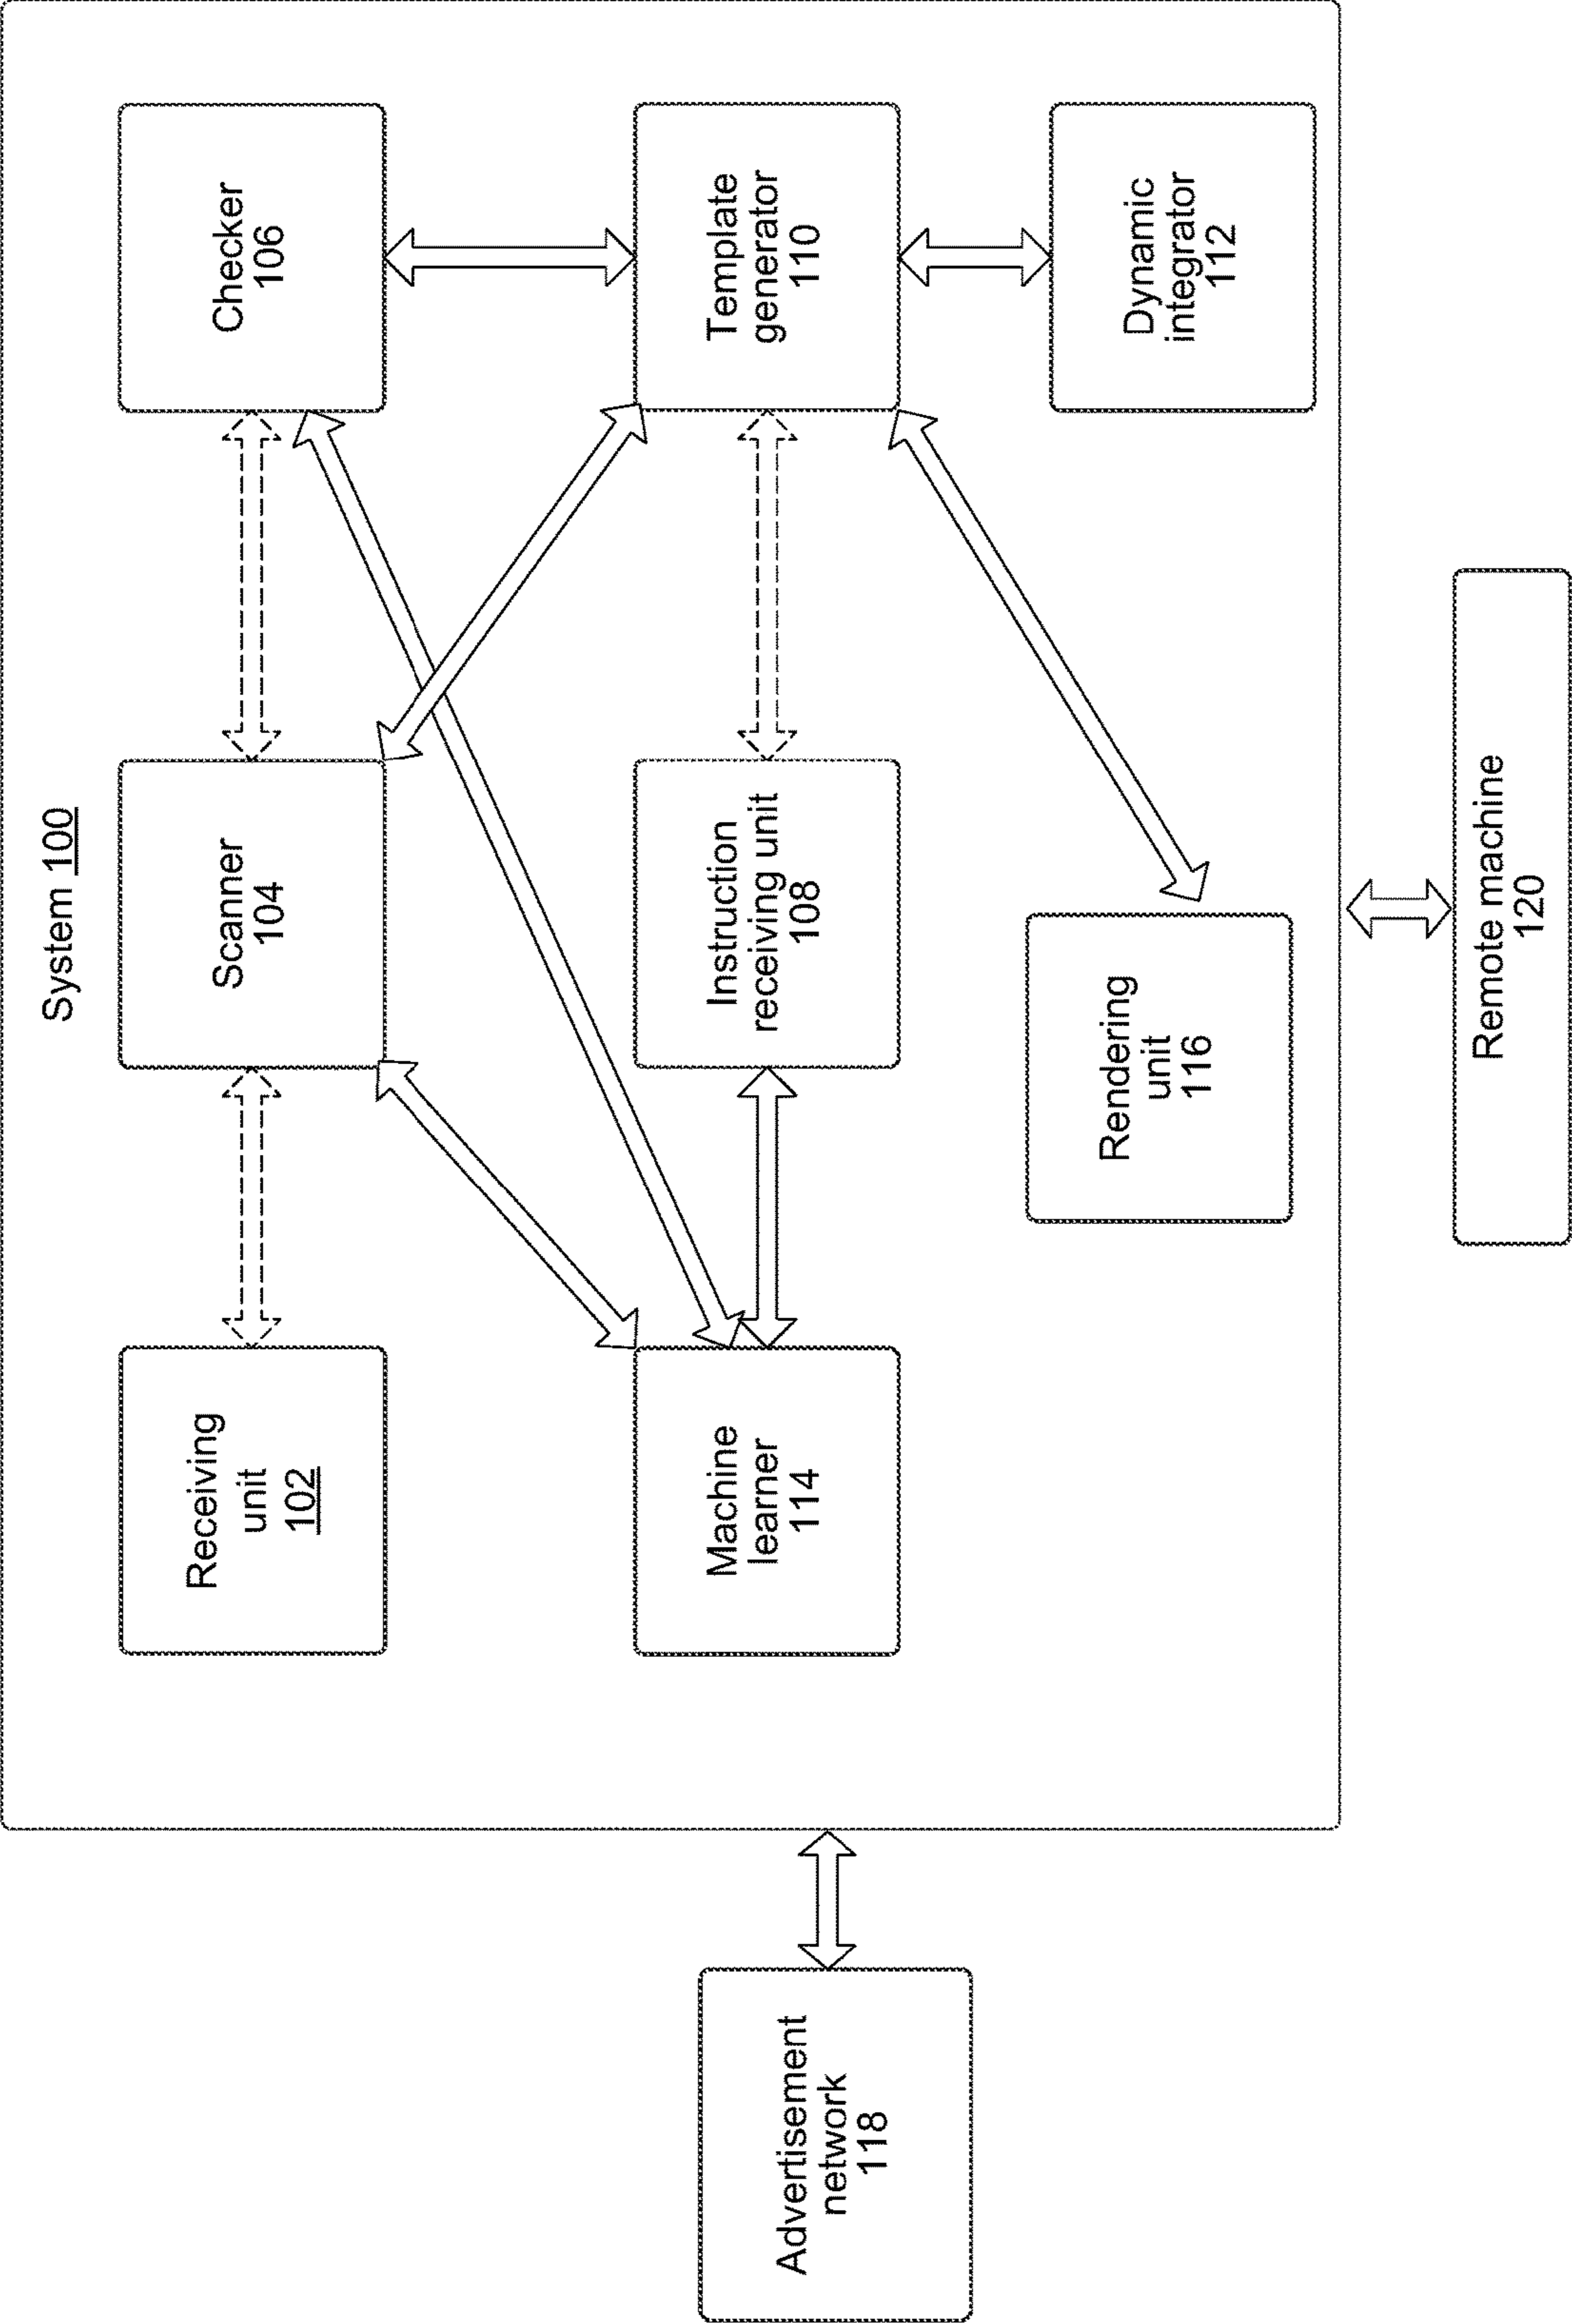 System 100
Receiving
unit
102
Scanner
104
Checker
106
Machine
learner
114
Instruction
receiving unit
108
Template
generator
110
Rendering
unit
116
Dynamic
integrator
112
Advertisement
network
118
Remote machine
120